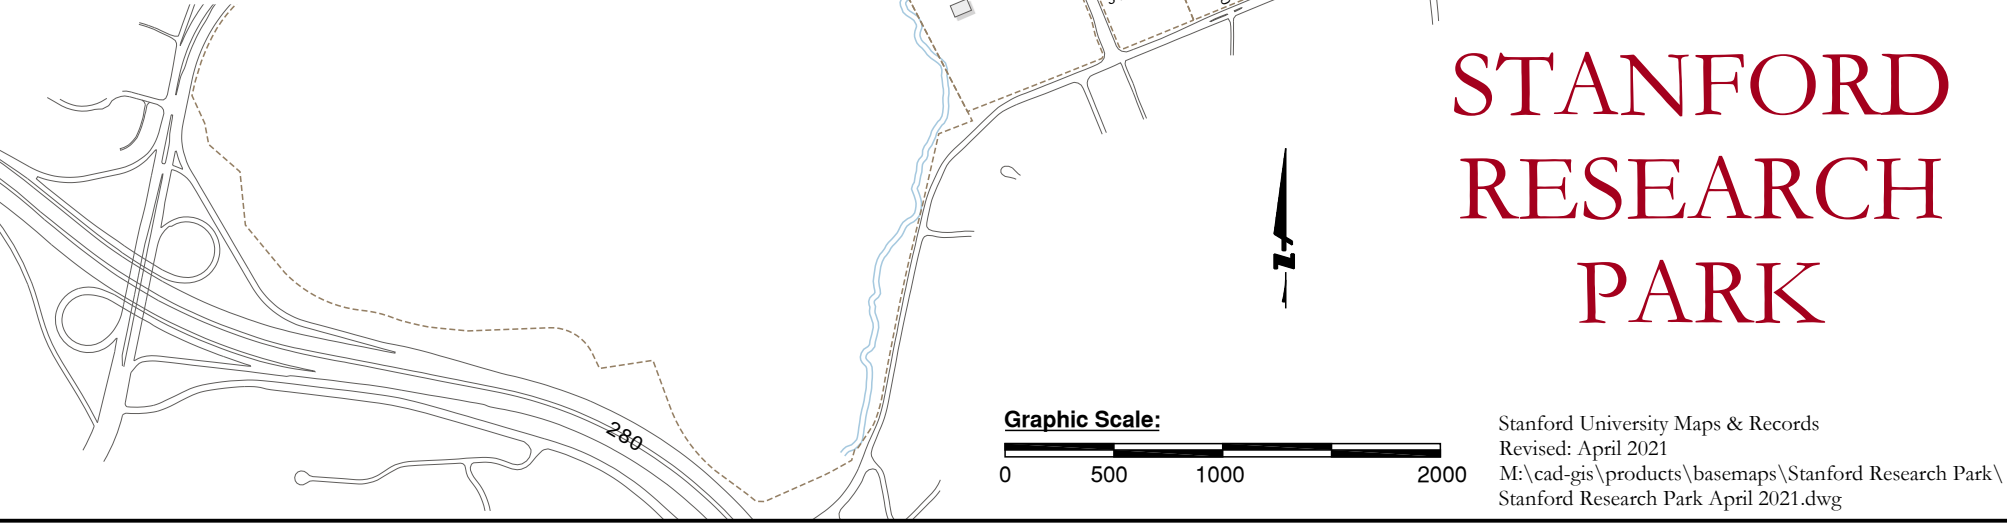 STANFORD
RESEARCH
PARK
z
280
Graphic Scale:
0 500 1000 2000
Stanford University Maps & Records
Revised: April 2021
M:\cad-gis\products\basemaps\Stanford Research Park\
Stanford Research Park April 2021.dwg